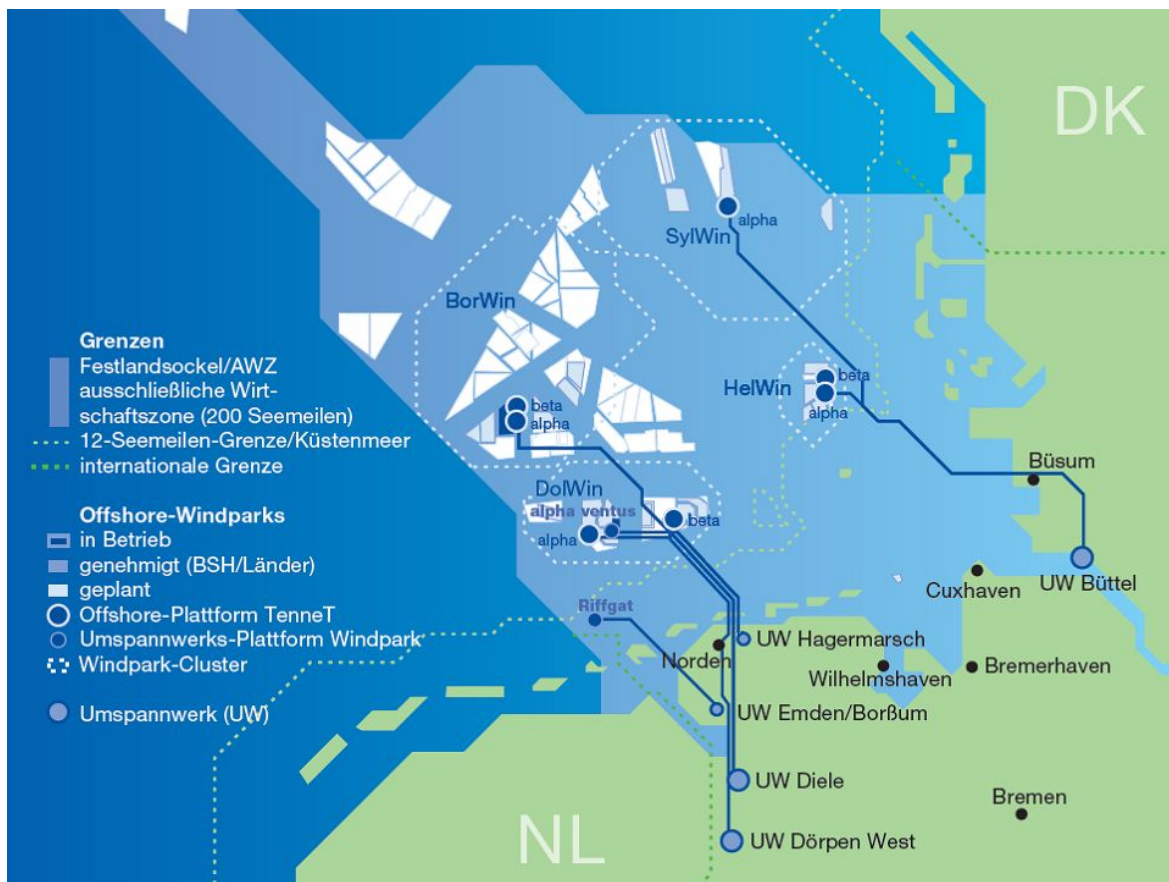 DK
alpha
SylWin
BorWin
Grenzen
Festlandsockel/AWZ
ausschließliche Wirt-
schaftszone (200 Seemeilen)
12-Seemeilen-Grenze/Küstenmeer
internationale Grenze
beta
HelWin
alpha
beta
alpha
Büsum
DolWin
alpha ventus
beta
alpha
Offshore-Windparks
in Betrieb
genehmigt (BSH/Länder)
geplant
Offshore-Plattform TenneT
Umspannwerks-Plattform Windpark
Windpark-Cluster
Umspannwerk (UW)
UW Büttel
Cuxhaven
Riffgat
UW Hagermarsch
Norden
Wilhelmshaven
Bremerhaven
UW Emden/Borßum
UW Diele
Bremen
UW Dörpen West
NL